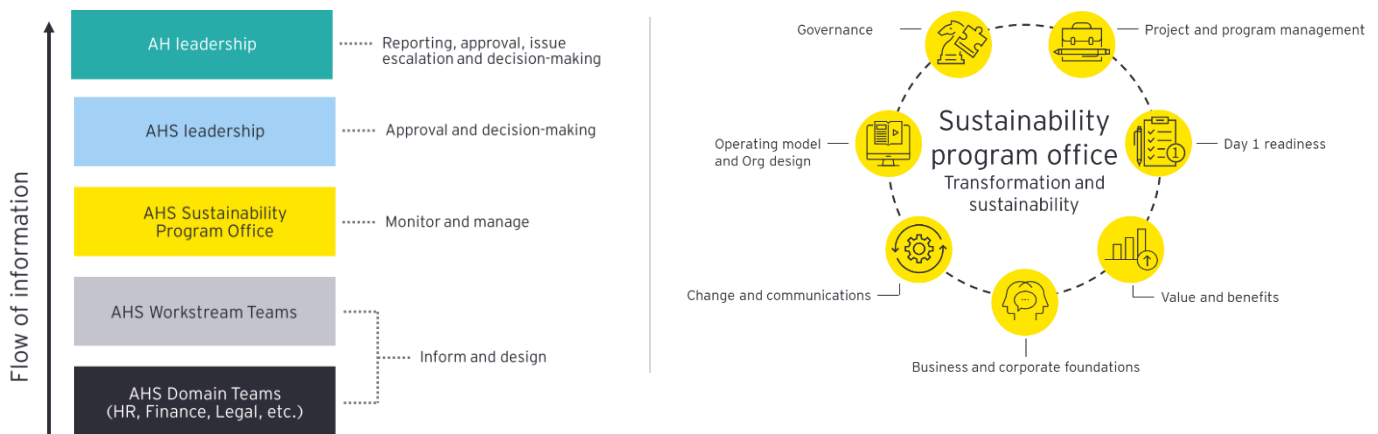 Flow of information
AH leadership
Reporting, approval, issue
escalation and decision-making
AHS leadership
Approval and decision-making
AHS Sustainability
Program Office
Monitor and manage
AHS Workstream Teams
Inform and design
AHS Domain Teams
(HR, Finance, Legal, etc.)
Governance
Project and program management
Sustainability
program office
Transformation and
sustainability
Operating model
and Org design
1
Day 1 readiness
Change and communications
Value and benefits
Business and corporate foundations